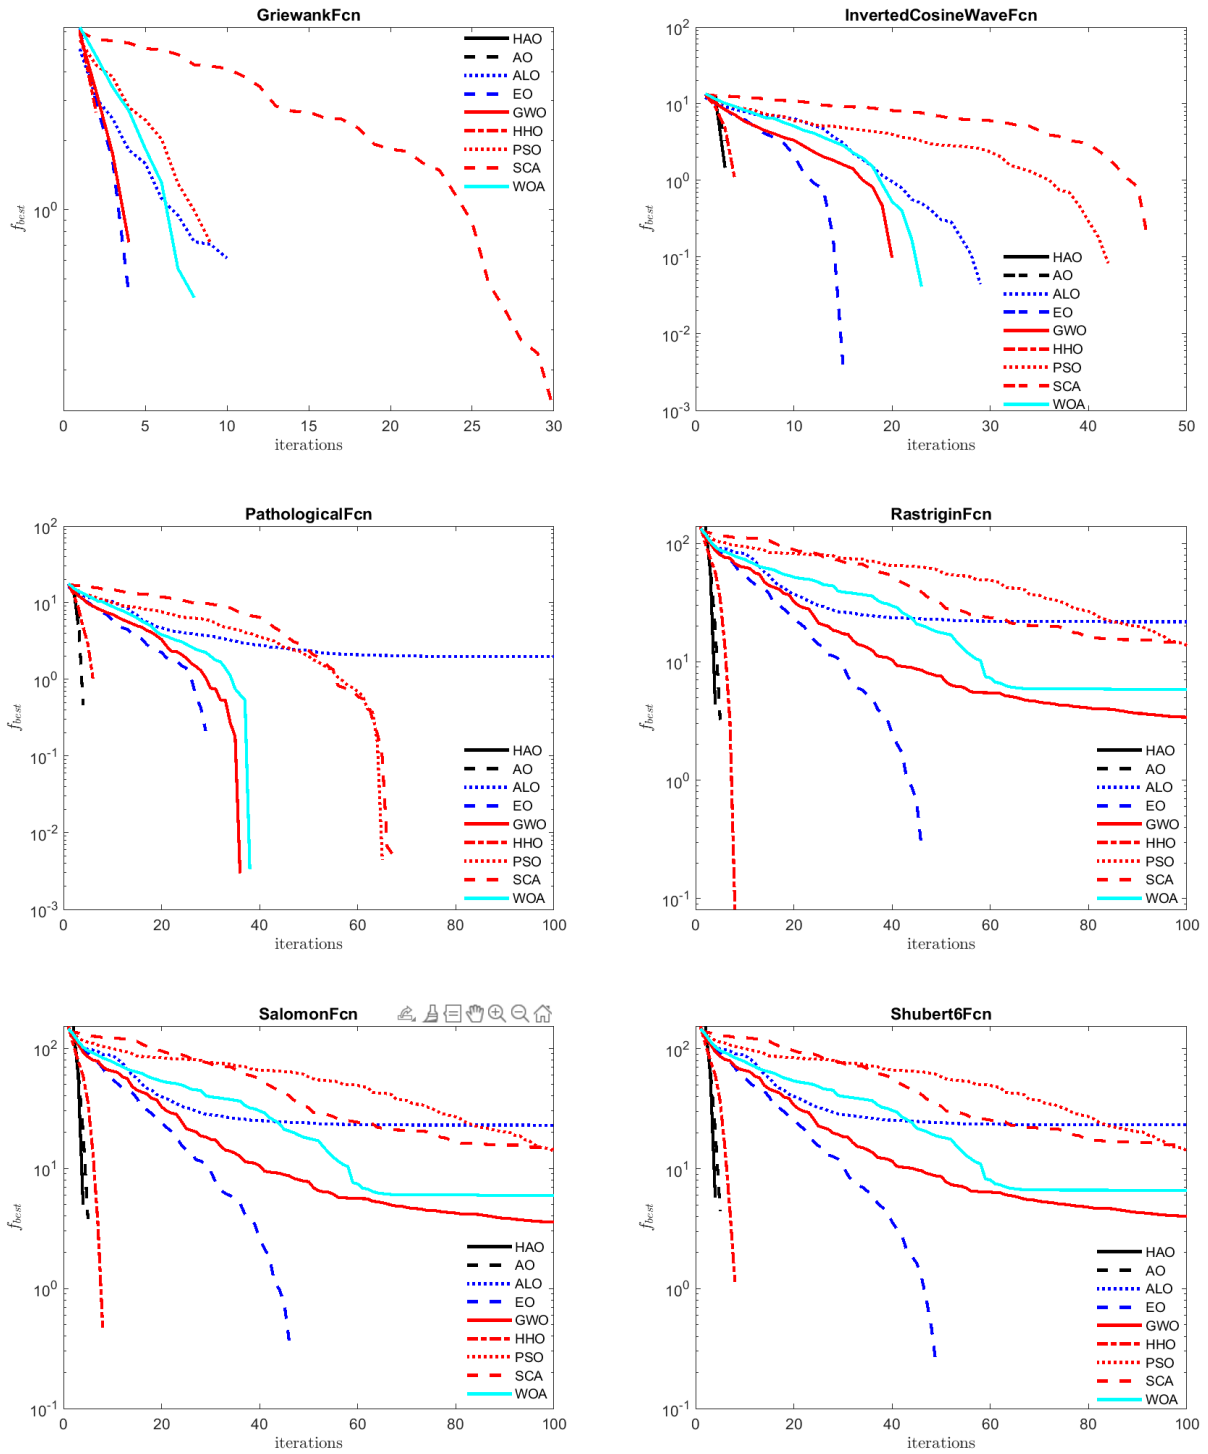 GriewankFcn
HAO
AO
ALO
EO
GWO
HHO
PSO
SCA
WOA
10^0
f_best
0 5 10 15 20 25 30
iterations
InvertedCosineWaveFcn
10^2
10^1
10^0
10^-1
10^-2
10^-3
f_best
HAO
AO
ALO
EO
GWO
HHO
PSO
SCA
WOA
10 20 30 40 50
iterations
PathologicalFcn
10^2
10^1
10^0
10^-1
10^-2
10^-3
f_best
HAO
AO
ALO
EO
GWO
HHO
PSO
SCA
WOA
0 20 40 60 80 100
iterations
RastriginFcn
10^2
10^1
10^0
10^-1
f_best
HAO
AO
ALO
EO
GWO
HHO
PSO
SCA
WOA
0 20 40 60 80 100
iterations
SalomonFcn
10^2
10^1
10^0
10^-1
f_best
HAO
AO
ALO
EO
GWO
HHO
PSO
SCA
WOA
0 20 40 60 80 100
iterations
Shubert6Fcn
10^2
10^1
10^0
10^-1
f_best
HAO
AO
ALO
EO
GWO
HHO
PSO
SCA
WOA
0 20 40 60 80 100
iterations